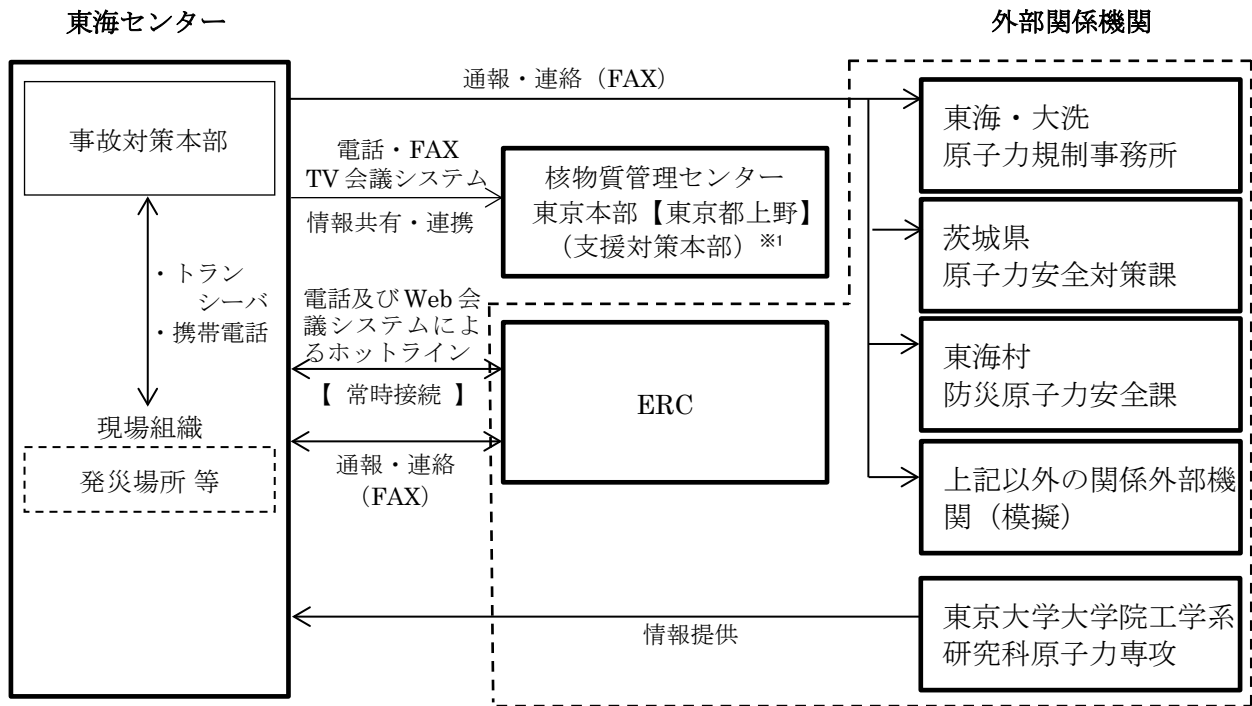 東海センター
外部関係機関
事故対策本部
・トラン
シーバ
・携帯電話
現場組織
発災場所 等
通報・連絡（FAX）
電話・FAX
TV会議システム
情報共有・連携
核物質管理センター
東京本部【東京都上野】
（支援対策本部）※1
電話及びWeb会
議システムによ
るホットライン
【 常時接続 】
通報・連絡
（FAX）
ERC
東海・大洗
原子力規制事務所
茨城県
原子力安全対策課
東海村
防災原子力安全課
上記以外の関係外部機
関（模擬）
情報提供
東京大学大学院工学系
研究科原子力専攻